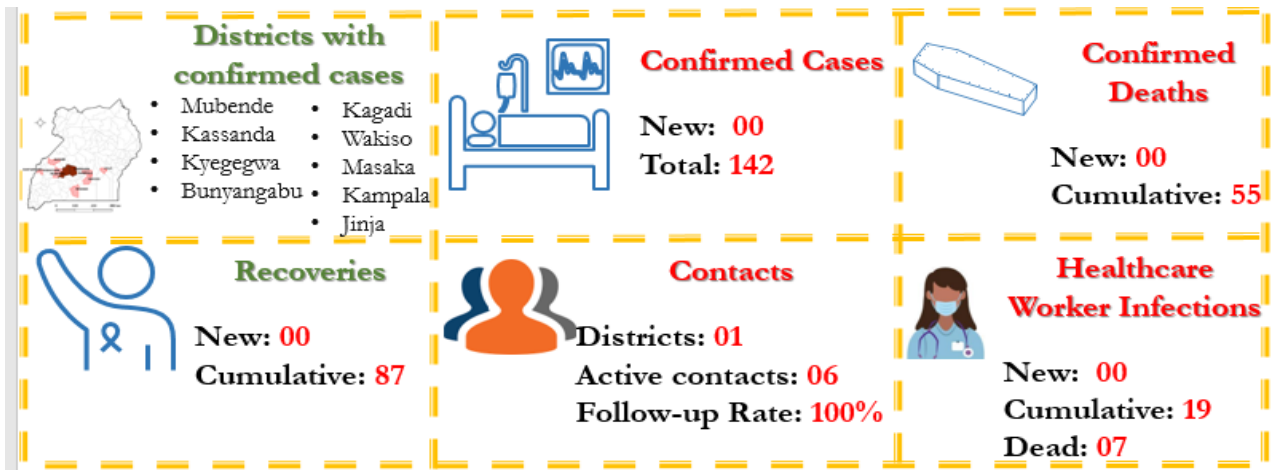 Districts with
confirmed cases
• Mubende
• Kassanda
• Kyegegwa
• Bunyangabu
• Kagadi
• Wakiso
• Masaka
• Kampala
• Jinja
Confirmed Cases
New: 00
Total: 142
Confirmed
Deaths
New: 00
Cumulative: 55
Recoveries
New: 00
Cumulative: 87
Contacts
Districts: 01
Active contacts: 06
Follow-up Rate: 100%
Healthcare
Worker Infections
New: 00
Cumulative: 19
Dead: 07